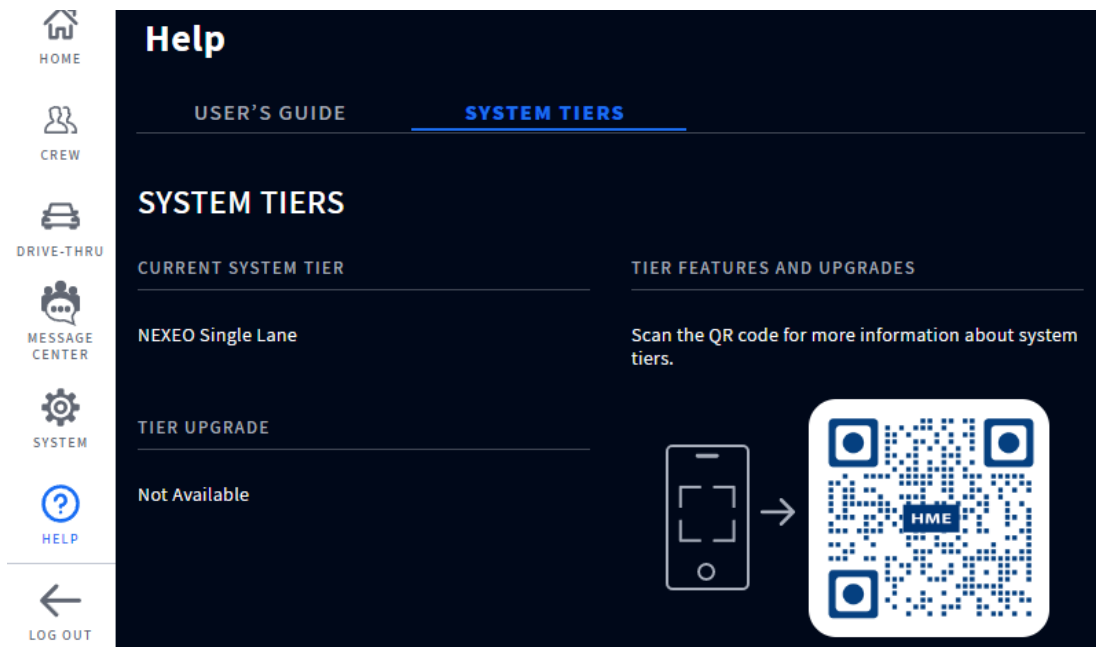 HOME
CREW
DRIVE-THRU
MESSAGE
CENTER
SYSTEM
HELP
LOG OUT
Help
USER’S GUIDE
SYSTEM TIERS
SYSTEM TIERS
CURRENT SYSTEM TIER
NEXEO Single Lane
TIER UPGRADE
Not Available
TIER FEATURES AND UPGRADES
Scan the QR code for more information about system
tiers.
HME